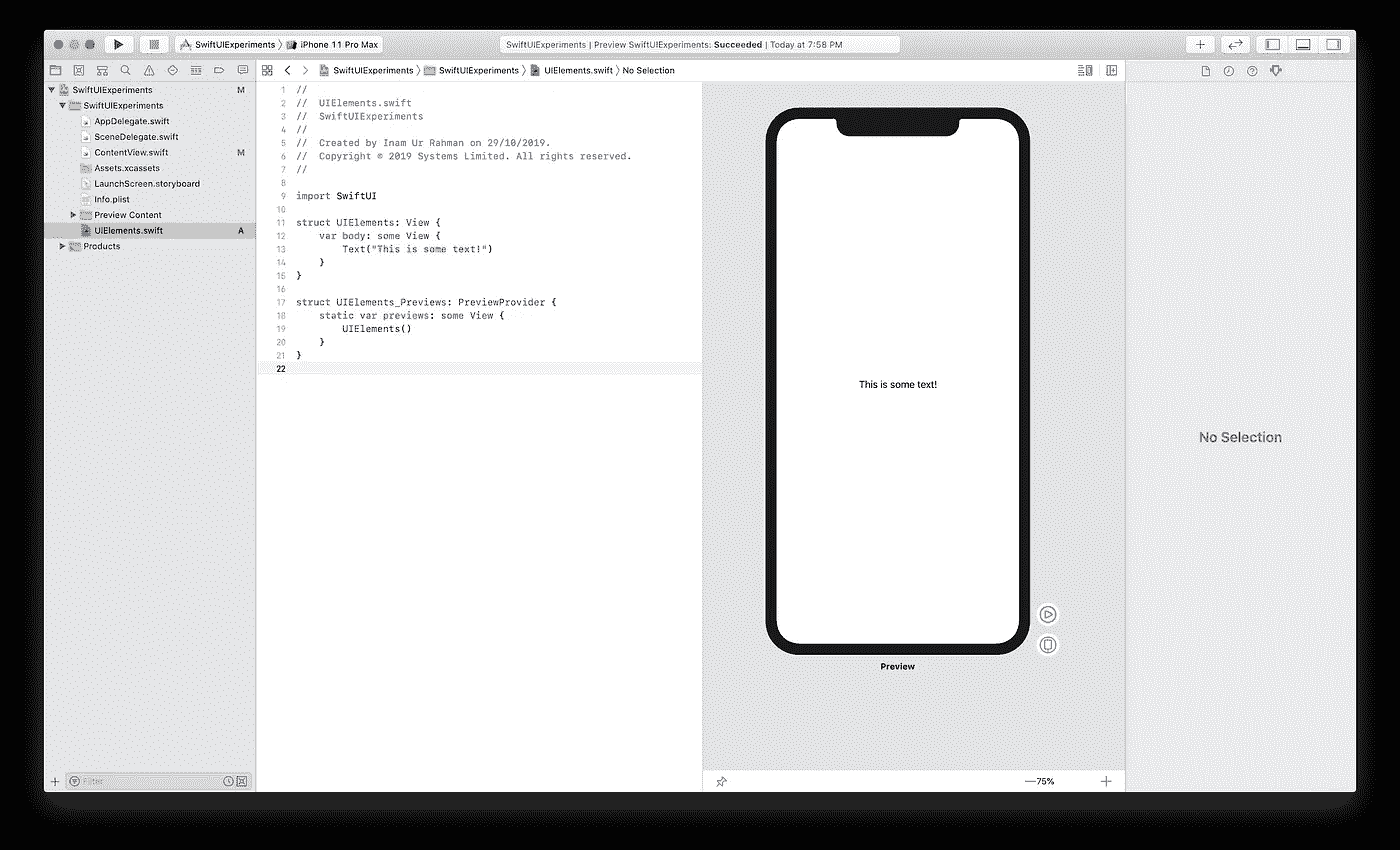 SwiftUIExperiments 〉 iPhone 11 Pro Max
SwiftUIExperiments | Preview SwiftUIExperiments: Succeeded | Today at 7:58 PM
SwiftUIExperiments 〉 SwiftUIExperiments 〉 UIElements.swift 〉 No Selection
SwiftUIExperiments M
SwiftUIExperiments
AppDelegate.swift
SceneDelegate.swift
ContentView.swift M
Assets.xcassets
LaunchScreen.storyboard
Info.plist
Preview Content
UIElements.swift A
Products
Filter
1 //
2 //  UIElements.swift
3 //  SwiftUIExperiments
4 //
5 //  Created by Inam Ur Rahman on 29/10/2019.
6 //  Copyright © 2019 Systems Limited. All rights reserved.
7 //
8
9 import SwiftUI
10
11 struct UIElements: View {
12     var body: some View {
13         Text("This is some text!")
14     }
15 }
16
17 struct UIElements_Previews: PreviewProvider {
18     static var previews: some View {
19         UIElements()
20     }
21 }
22
This is some text!
Preview
75%
No Selection